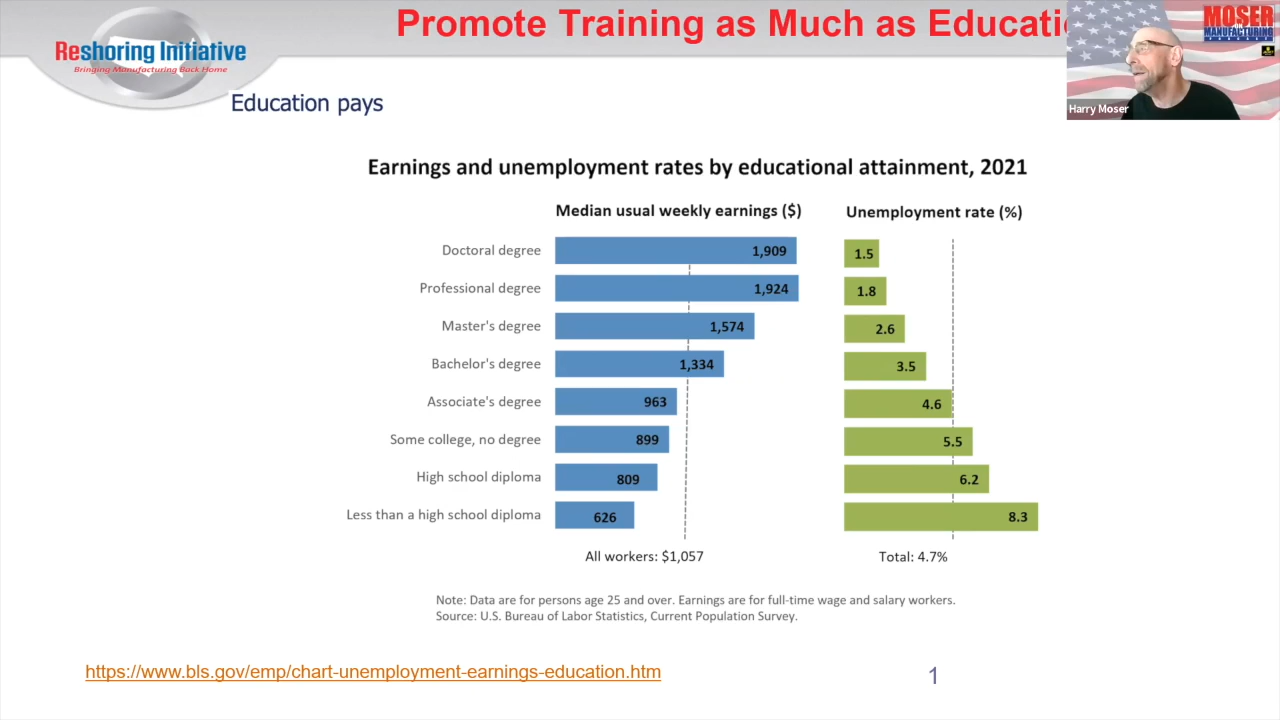 Promote Training as Much as Educati
MOSER
MANUFACTURING
Reshoring Initiative
Bringing Manufacturing Back Home
Harry Moser
Education pays
Earnings and unemployment rates by educational attainment, 2021
Median usual weekly earnings ($)
Unemployment rate (%)
Doctoral degree 1,909 1.5
Professional degree 1,924 1.8
Master's degree 1,574 2.6
Bachelor's degree 1,334 3.5
Associate's degree 963 4.6
Some college, no degree 899 5.5
High school diploma 809 6.2
Less than a high school diploma 626 8.3
All workers: $1,057
Total: 4.7%
Note: Data are for persons age 25 and over. Earnings are for full-time wage and salary workers.
Source: U.S. Bureau of Labor Statistics, Current Population Survey.
https://www.bls.gov/emp/chart-unemployment-earnings-education.htm
1